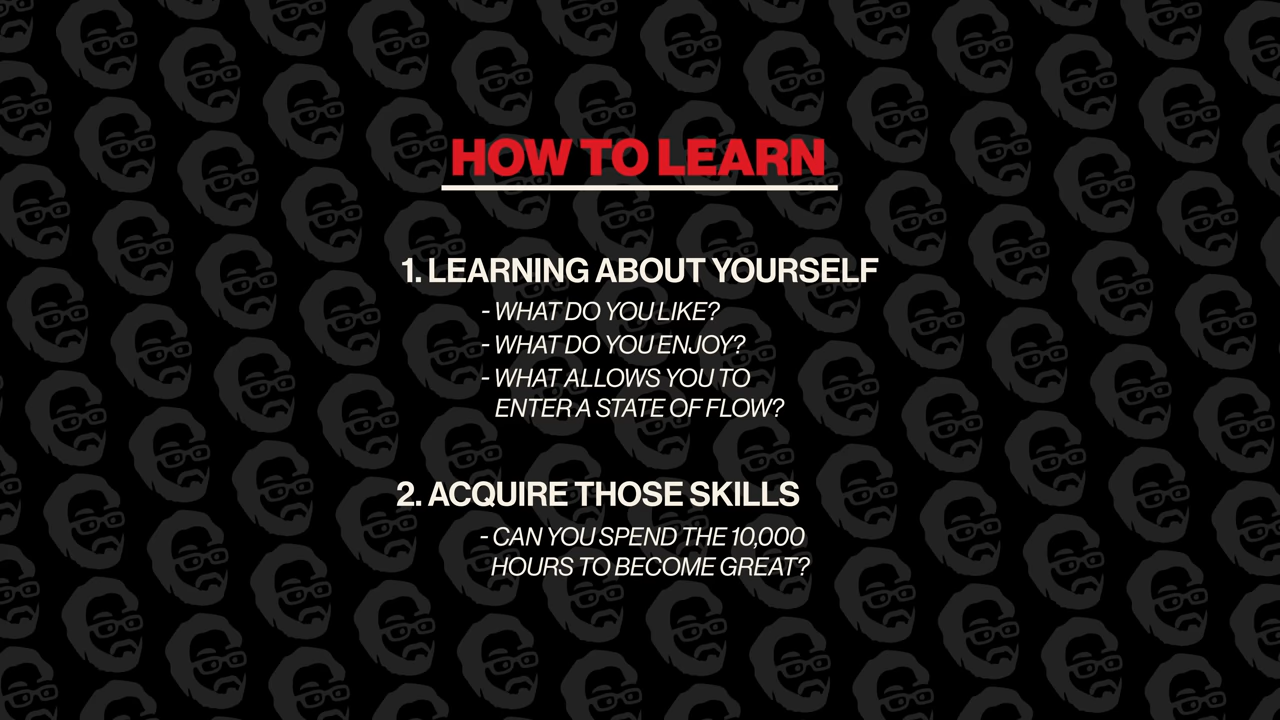 HOW TO LEARN
1. LEARNING ABOUT YOURSELF
- WHAT DO YOU LIKE?
- WHAT DO YOU ENJOY?
- WHAT ALLOWS YOU TO
ENTER A STATE OF FLOW?
2. ACQUIRE THOSE SKILLS
- CAN YOU SPEND THE 10,000
HOURS TO BECOME GREAT?